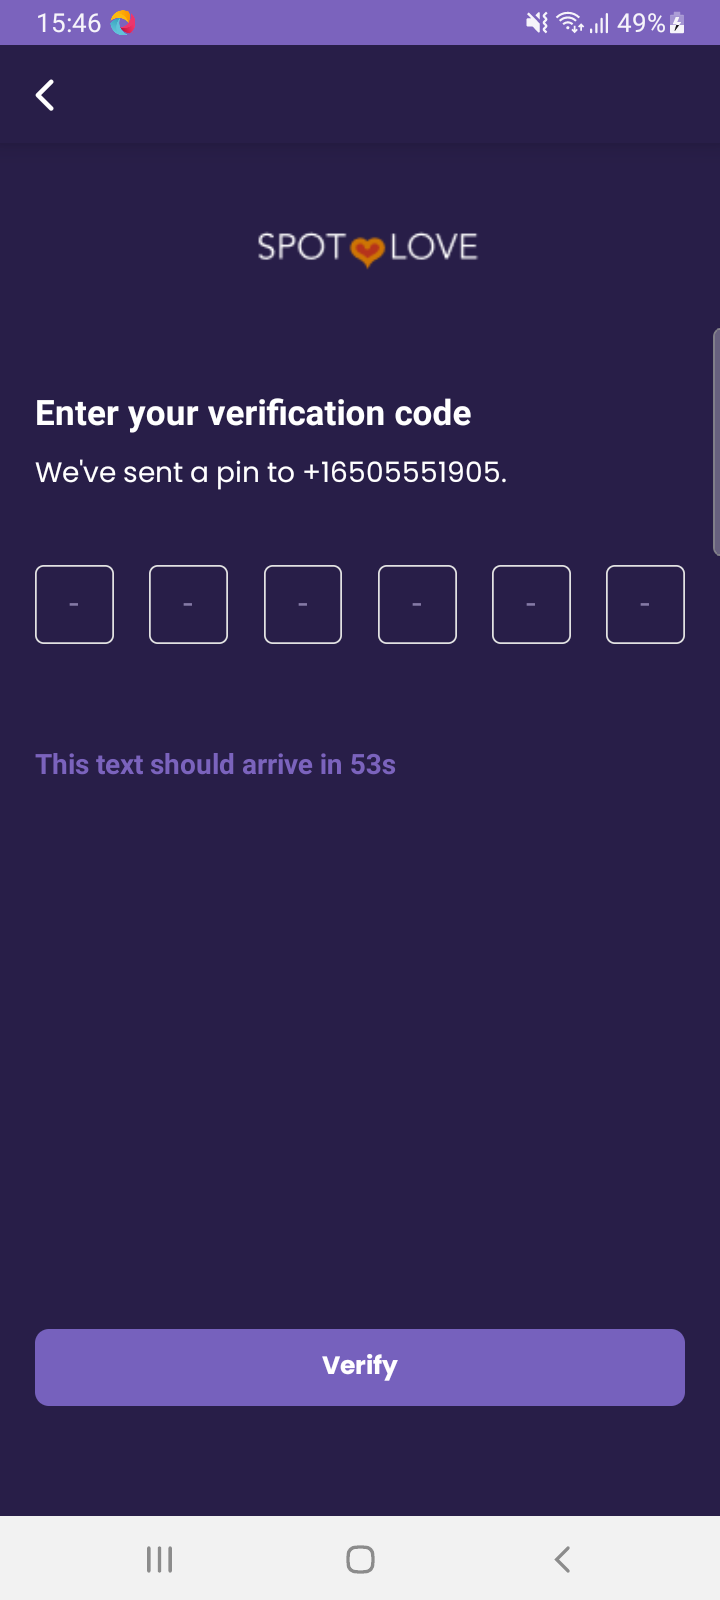 15:46
49%
SPOT LOVE
Enter your verification code
We've sent a pin to +16505551905.
- - - - - -
This text should arrive in 53s
Verify